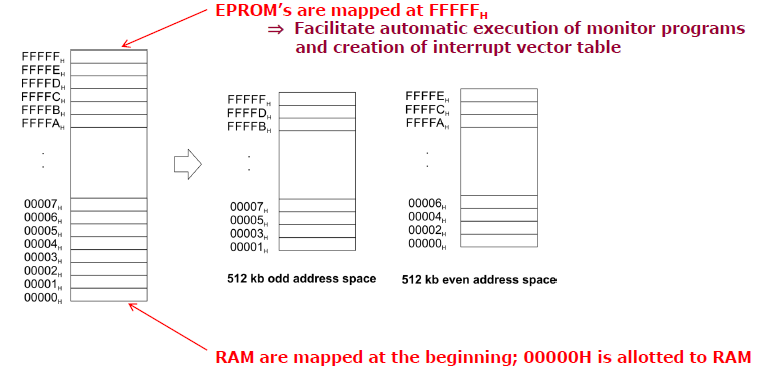 EPROM’s are mapped at FFFFFH
⇒ Facilitate automatic execution of monitor programs
and creation of interrupt vector table
FFFFFH
FFFFEH
FFFFDH
FFFFCH
FFFFBH
FFFFAH
00007H
00006H
00005H
00004H
00003H
00002H
00001H
00000H
FFFFFH
FFFFDH
FFFFBH
00007H
00005H
00003H
00001H
512 kb odd address space
FFFFEH
FFFFCH
FFFFAH
00006H
00004H
00002H
00000H
512 kb even address space
RAM are mapped at the beginning; 00000H is allotted to RAM